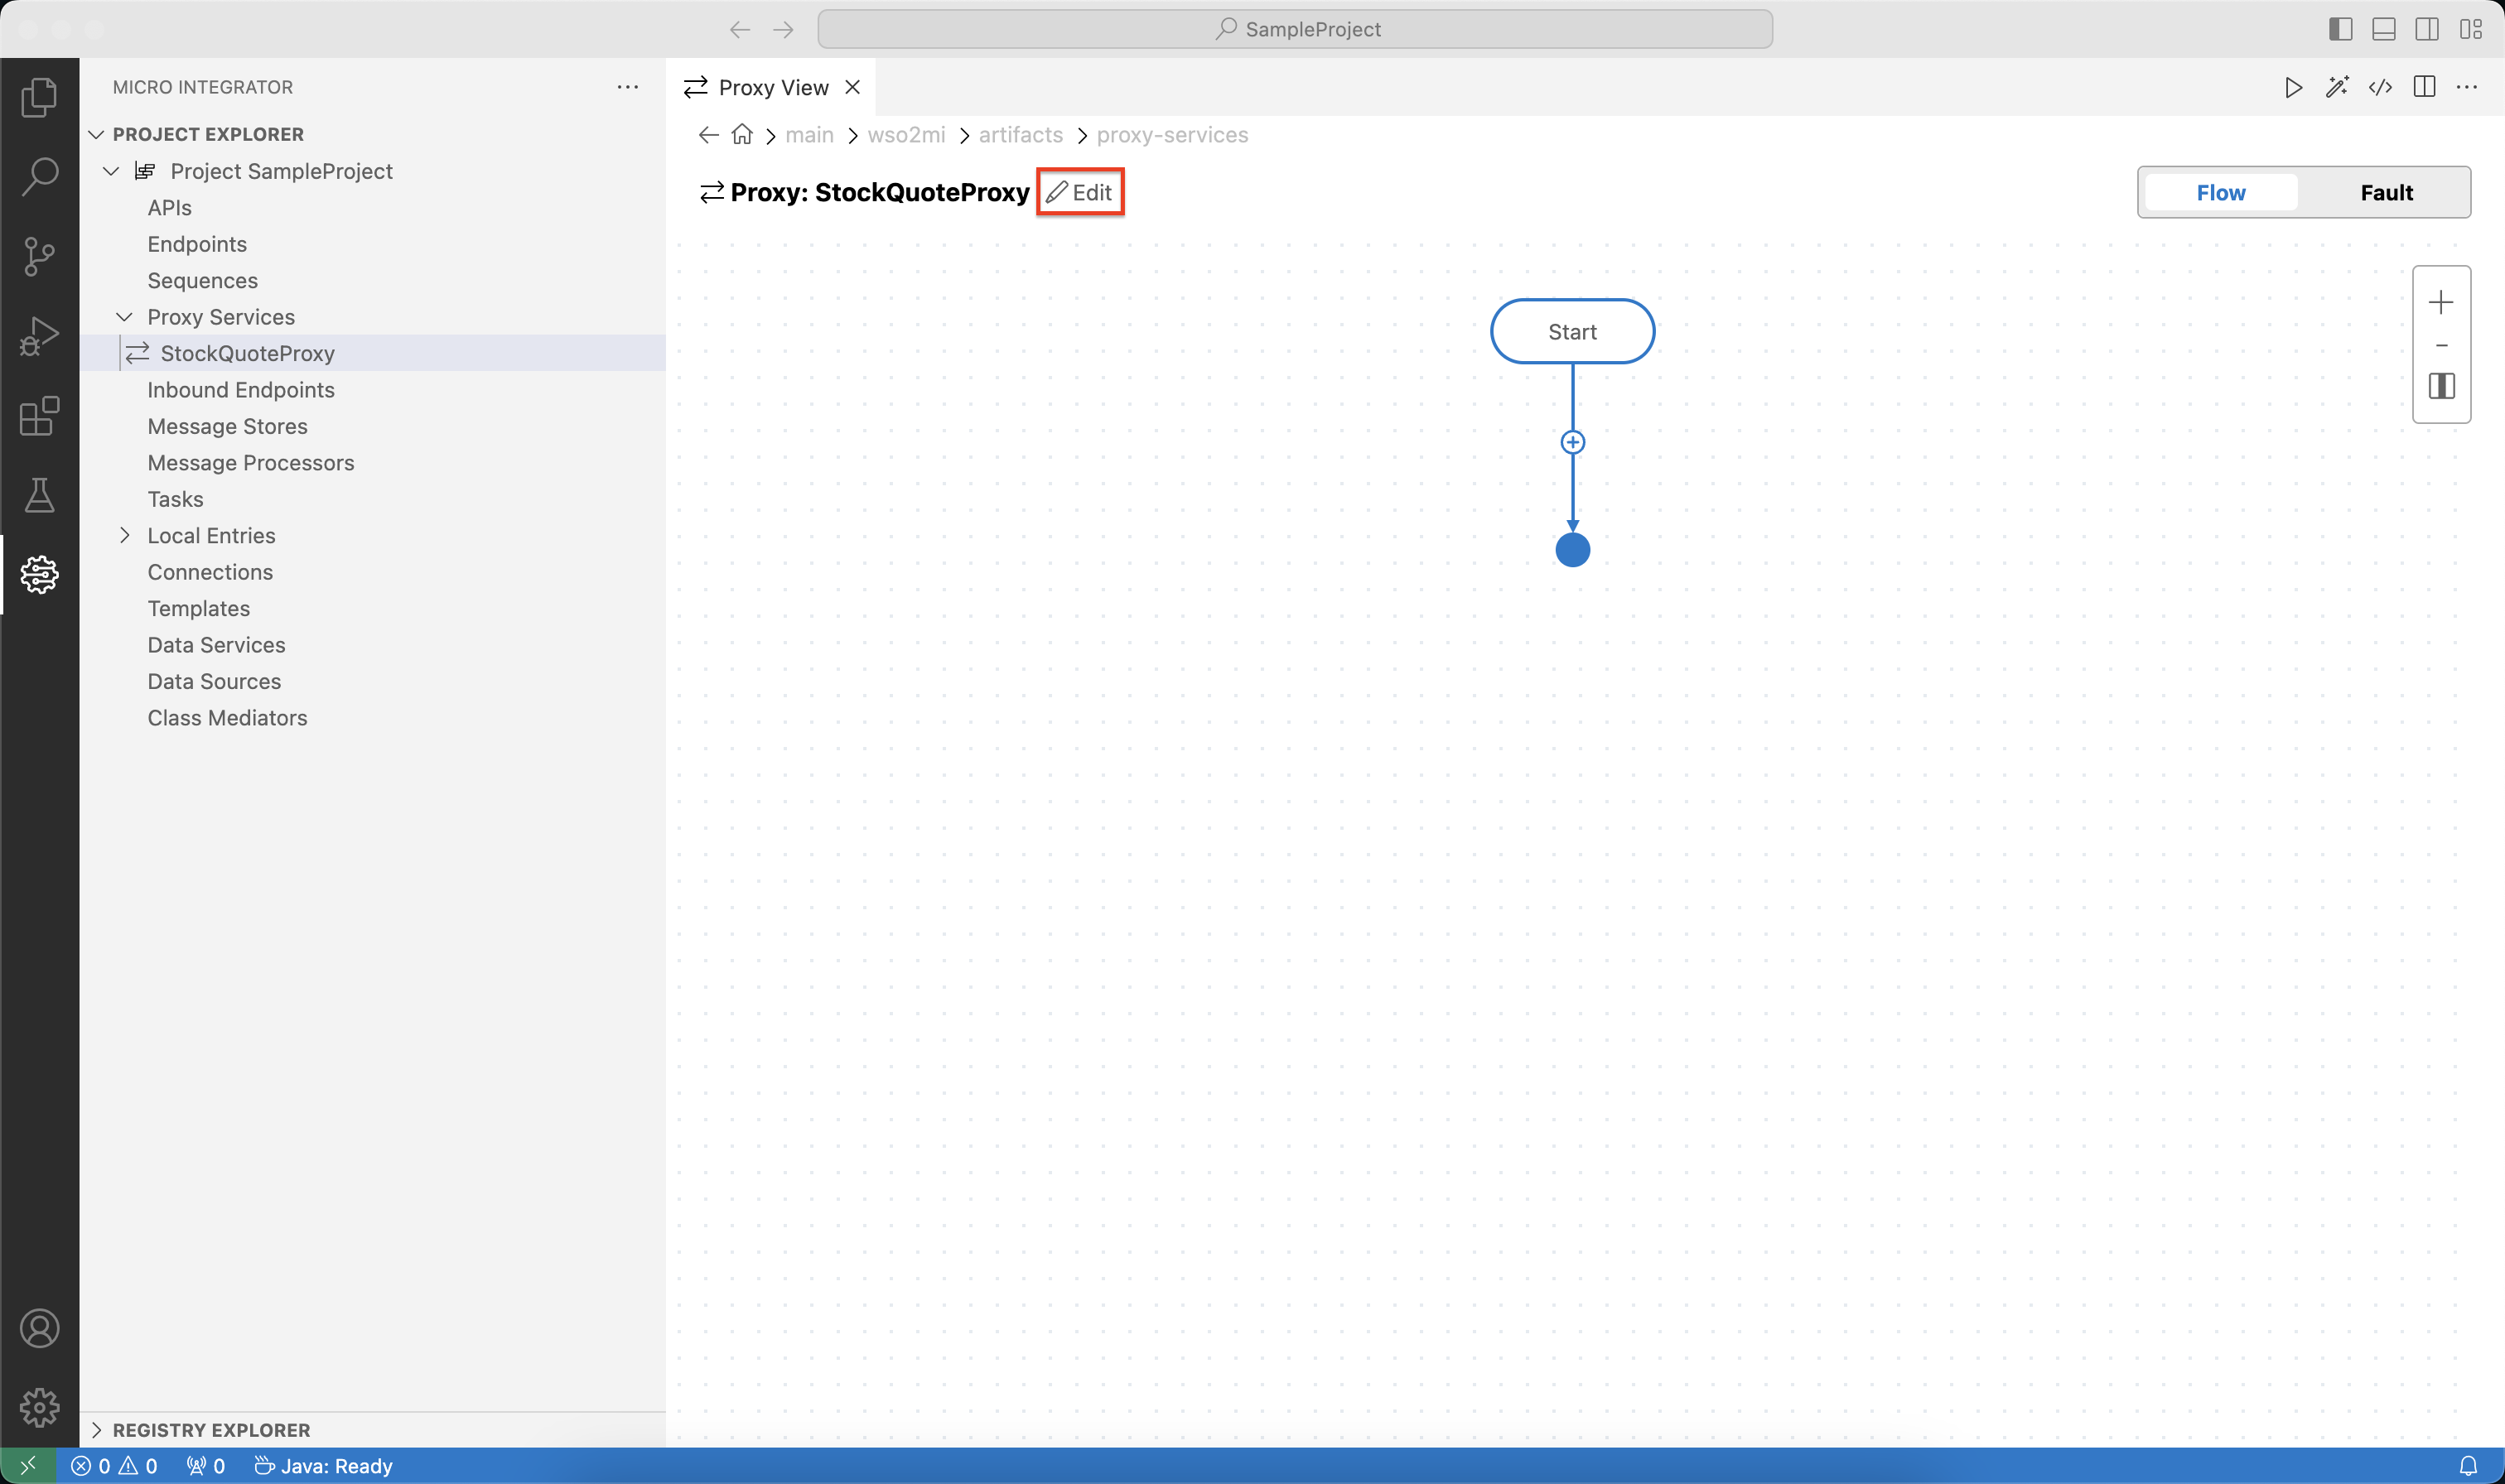 SampleProject
MICRO INTEGRATOR
Proxy View
PROJECT EXPLORER
main wso2mi artifacts proxy-services
Project SampleProject
Proxy: StockQuoteProxy Edit
Flow Fault
APIs
Endpoints
Sequences
Proxy Services
StockQuoteProxy
Inbound Endpoints
Message Stores
Message Processors
Tasks
Local Entries
Connections
Templates
Data Services
Data Sources
Class Mediators
Start
REGISTRY EXPLORER
0 0 0 Java: Ready